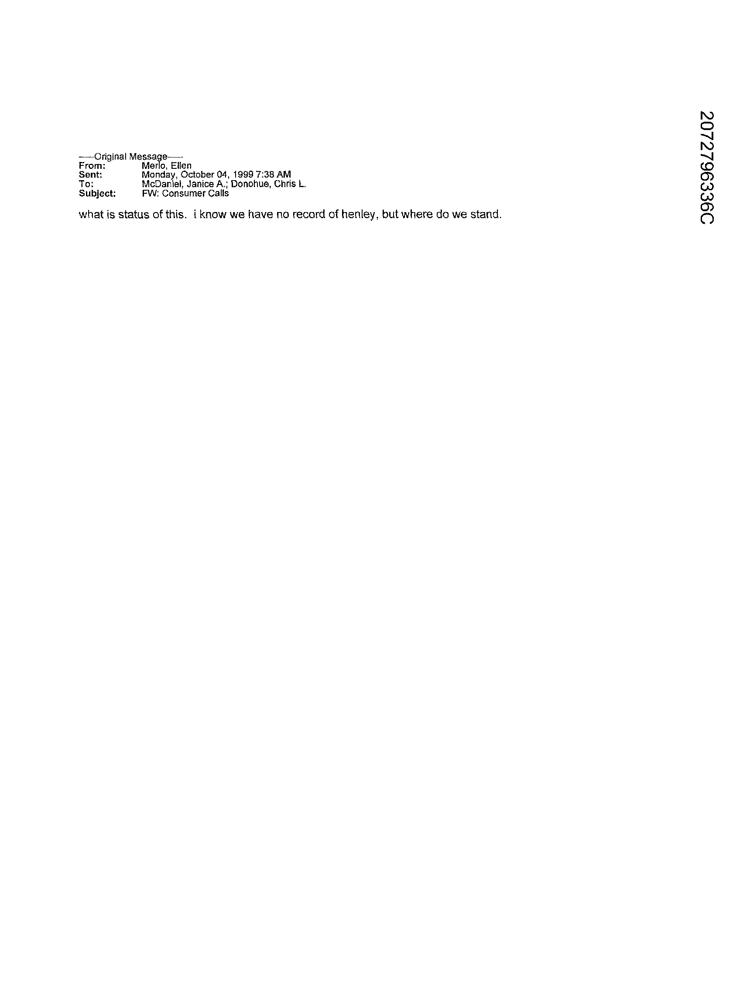 -----Original Message-----
From: Merlo, Ellen
Sent: Monday, October 04, 1999 7:38 AM
To: McDaniel, Janice A.; Donohue, Chris L.
Subject: FW: Consumer Calls
what is status of this. i know we have no record of henley, but where do we stand.
2072796336C